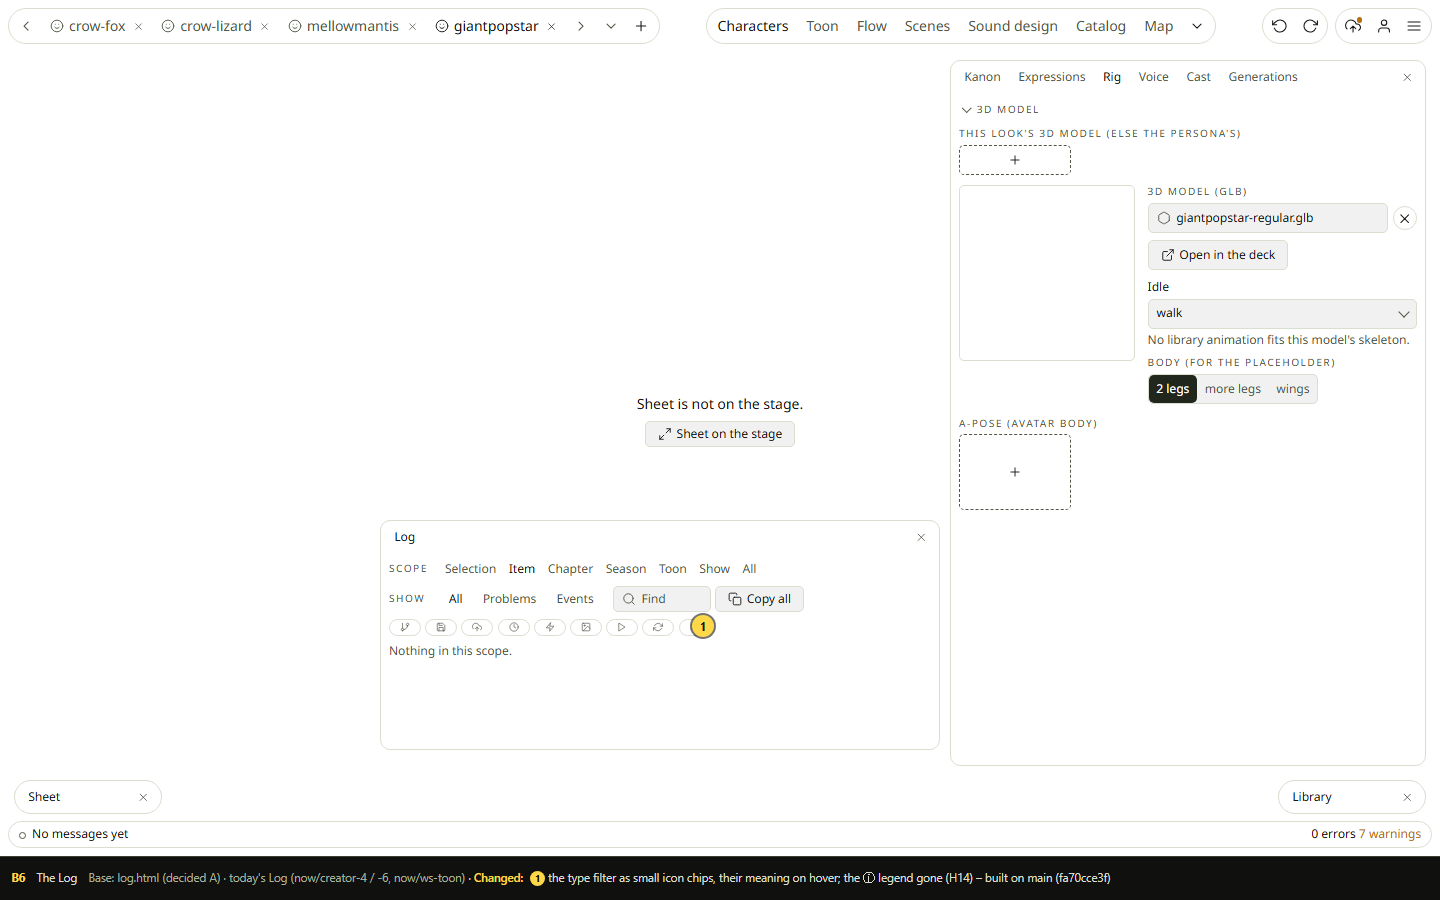 crow-fox crow-lizard mellowmantis giantpopstar
Characters Toon Flow Scenes Sound design Catalog Map
Kanon Expressions Rig Voice Cast Generations
3D MODEL
THIS LOOK'S 3D MODEL (ELSE THE PERSONA'S)
3D MODEL (GLB)
giantpopstar-regular.glb
Open in the deck
Idle
walk
No library animation fits this model's skeleton.
BODY (FOR THE PLACEHOLDER)
2 legs more legs wings
A-POSE (AVATAR BODY)
Sheet is not on the stage.
Sheet on the stage
Log
SCOPE Selection Item Chapter Season Toon Show All
SHOW All Problems Events Find Copy all
1
Nothing in this scope.
Sheet
Library
No messages yet
0 errors 7 warnings
B6 The Log Base: log.html (decided A) · today's Log (now/creator-4 / -6, now/ws-toon) · Changed: 1 the type filter as small icon chips, their meaning on hover; the ⓘ legend gone (H14) – built on main (fa70cce3f)